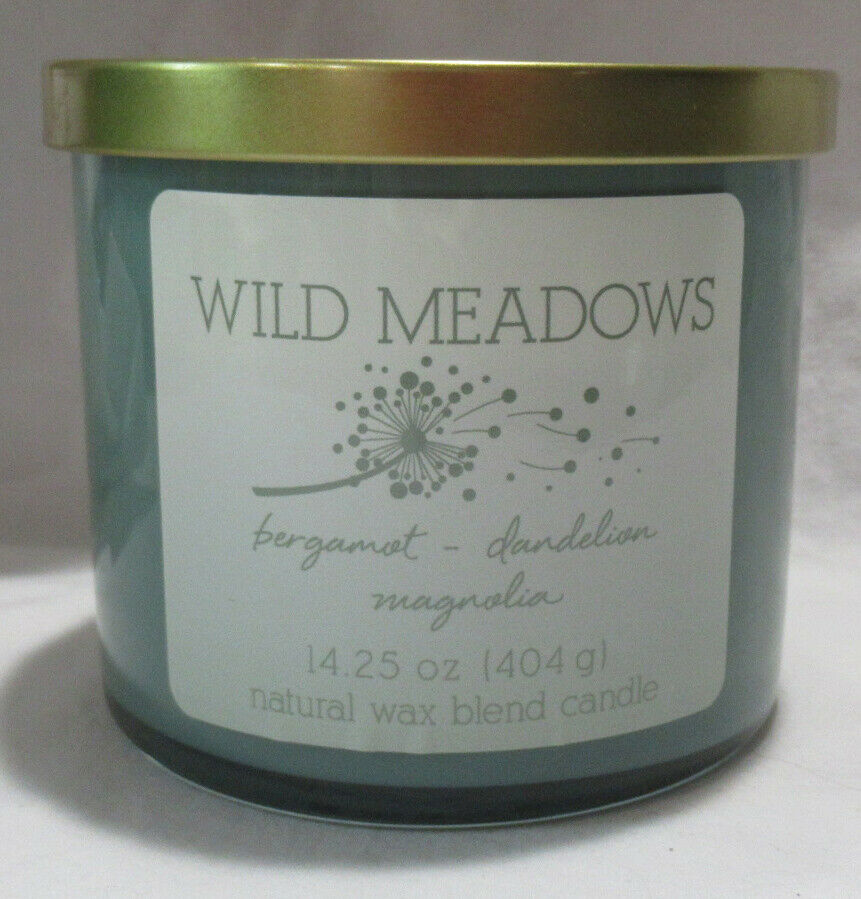 WILD MEADOWS
bergamot - dandelion
magnolia
14.25 oz (404 g)
natural wax blend candle